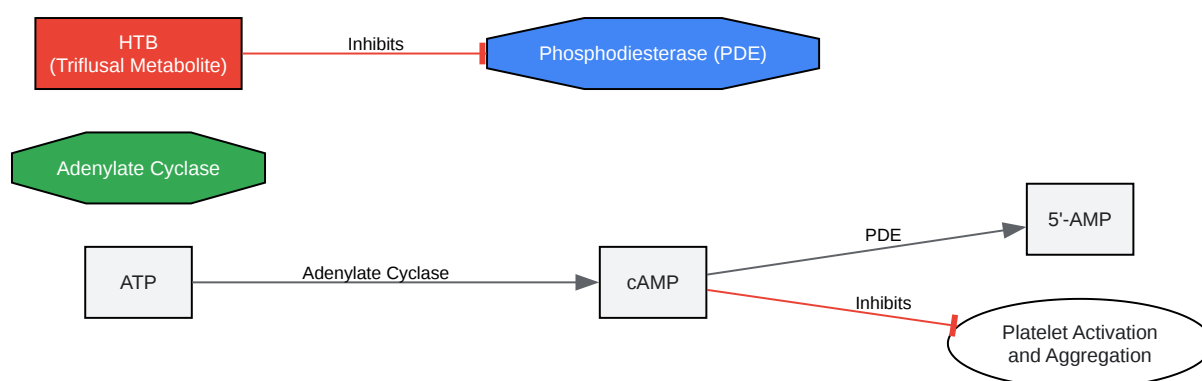 HTB
(Triflusal Metabolite)
Inhibits
Phosphodiesterase (PDE)
Adenylate Cyclase
5'-AMP
PDE
ATP
Adenylate Cyclase
cAMP
Inhibits
Platelet Activation
and Aggregation